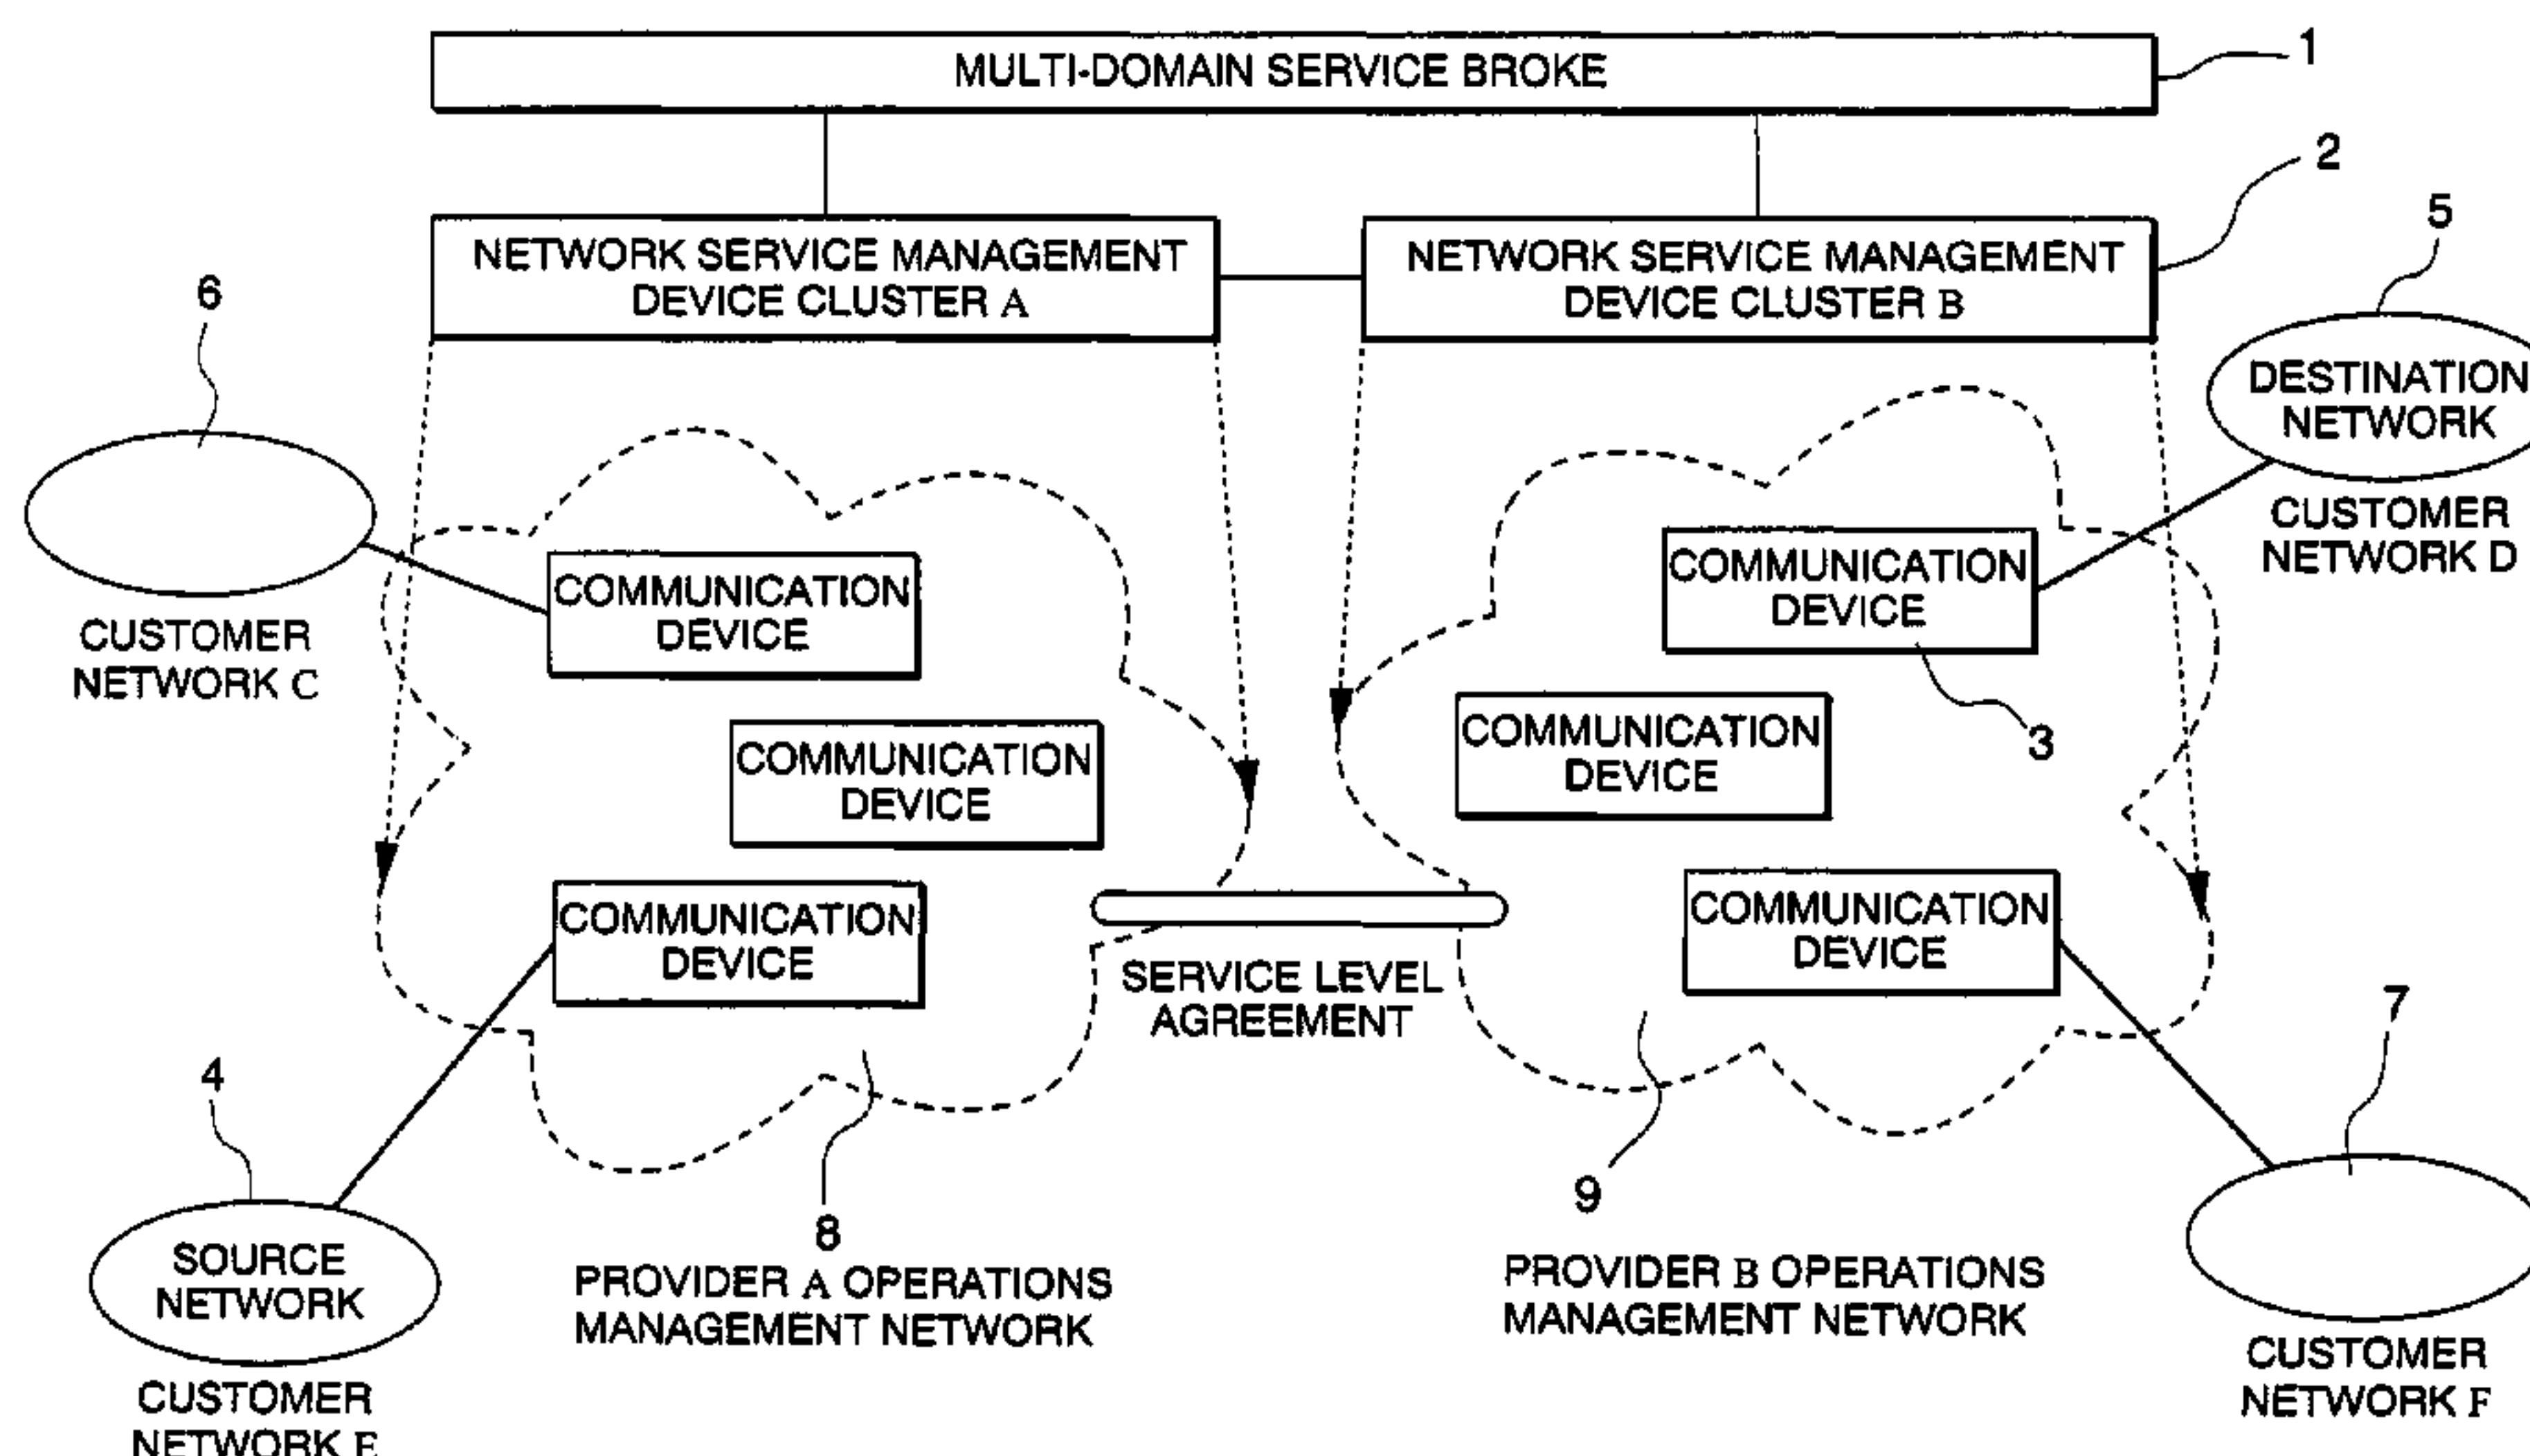 MULTI-DOMAIN SERVICE BROKE
1
2
NETWORK SERVICE MANAGEMENT
DEVICE CLUSTER A
NETWORK SERVICE MANAGEMENT
DEVICE CLUSTER B
5
6
DESTINATION
NETWORK
CUSTOMER
NETWORK D
COMMUNICATION
DEVICE
COMMUNICATION
DEVICE
CUSTOMER
NETWORK C
3
COMMUNICATION
DEVICE
COMMUNICATION
DEVICE
COMMUNICATION
DEVICE
COMMUNICATION
DEVICE
SERVICE LEVEL
AGREEMENT
7
4
9
8
SOURCE
NETWORK
PROVIDER A OPERATIONS
MANAGEMENT NETWORK
PROVIDER B OPERATIONS
MANAGEMENT NETWORK
CUSTOMER
NETWORK E
CUSTOMER
NETWORK F